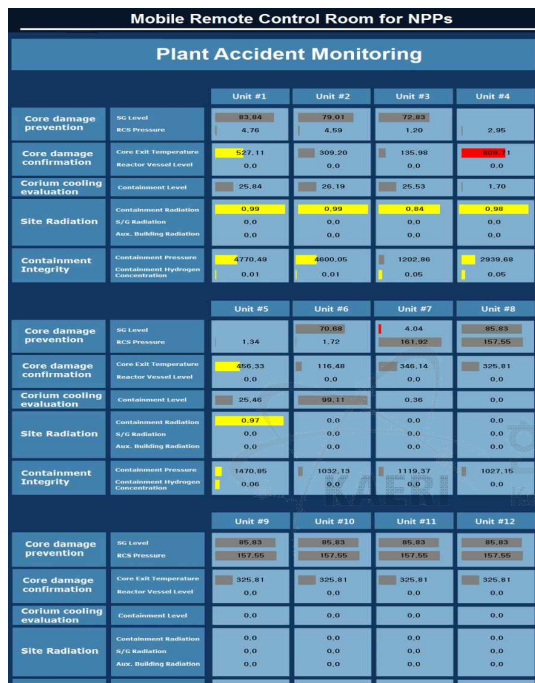 Mobile Remote Control Room for NPPs
Plant Accident Monitoring
Unit #1 Unit #2 Unit #3 Unit #4
Core damage prevention
SG Level 83,84 79,01 72,83
RCS Pressure 4.76 4.59 1.20 2.95
Core damage confirmation
Core Exit Temperature 527,11 309,20 135,98
Reactor Vessel Level 0.0 0.0 0.0 0.0
Corium cooling evaluation
Containment Level 25,84 26,19 25,53 1,70
Site Radiation
Containment Radiation 0,99 0,99 0,84 0,98
S/G Radiation 0.0 0.0 0.0 0.0
Aux. Building Radiation 0.0 0.0 0.0 0.0
Containment Integrity
Containment Pressure 4770,49 4600,05 1202,86 2939,68
Containment Hydrogen Concentration 0.01 0.01 0.05 0.05
Unit #5 Unit #6 Unit #7 Unit #8
Core damage prevention
SG Level 70,68 4.04 85,83
RCS Pressure 1.34 1.72 161,92 157,55
Core damage confirmation
Core Exit Temperature 456,33 116,48 346,14 325,81
Reactor Vessel Level 0.0 0.0 0.0 0.0
Corium cooling evaluation
Containment Level 25,46 99,11 0.36 0.0
Site Radiation
Containment Radiation 0,97 0.0 0.0 0.0
S/G Radiation 0.0 0.0 0.0 0.0
Aux. Building Radiation 0.0 0.0 0.0 0.0
Containment Integrity
Containment Pressure 1470,85 1032,13 1119,37 1027,15
Containment Hydrogen Concentration 0.06 0.0 0.0 0.0
KAERI
Unit #9 Unit #10 Unit #11 Unit #12
Core damage prevention
SG Level 85,83 85,83 85,83 85,83
RCS Pressure 157,55 157,55 157,55 157,55
Core damage confirmation
Core Exit Temperature 325,81 325,81 325,81 325,81
Reactor Vessel Level 0.0 0.0 0.0 0.0
Corium cooling evaluation
Containment Level 0.0 0.0 0.0 0.0
Site Radiation
Containment Radiation 0.0 0.0 0.0 0.0
S/G Radiation 0.0 0.0 0.0 0.0
Aux. Building Radiation 0.0 0.0 0.0 0.0